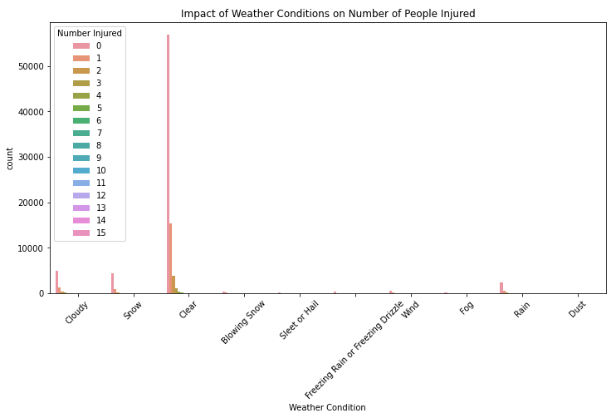 Impact of Weather Conditions on Number of People Injured
Number Injured
0
1
2
3
4
5
6
7
8
9
10
11
12
13
14
15
count
50000
40000
30000
20000
10000
0
Cloudy
Snow
Clear
Blowing Snow
Sleet or Hail
Freezing Rain or Freezing Drizzle
Wind
Fog
Rain
Dust
Weather Condition